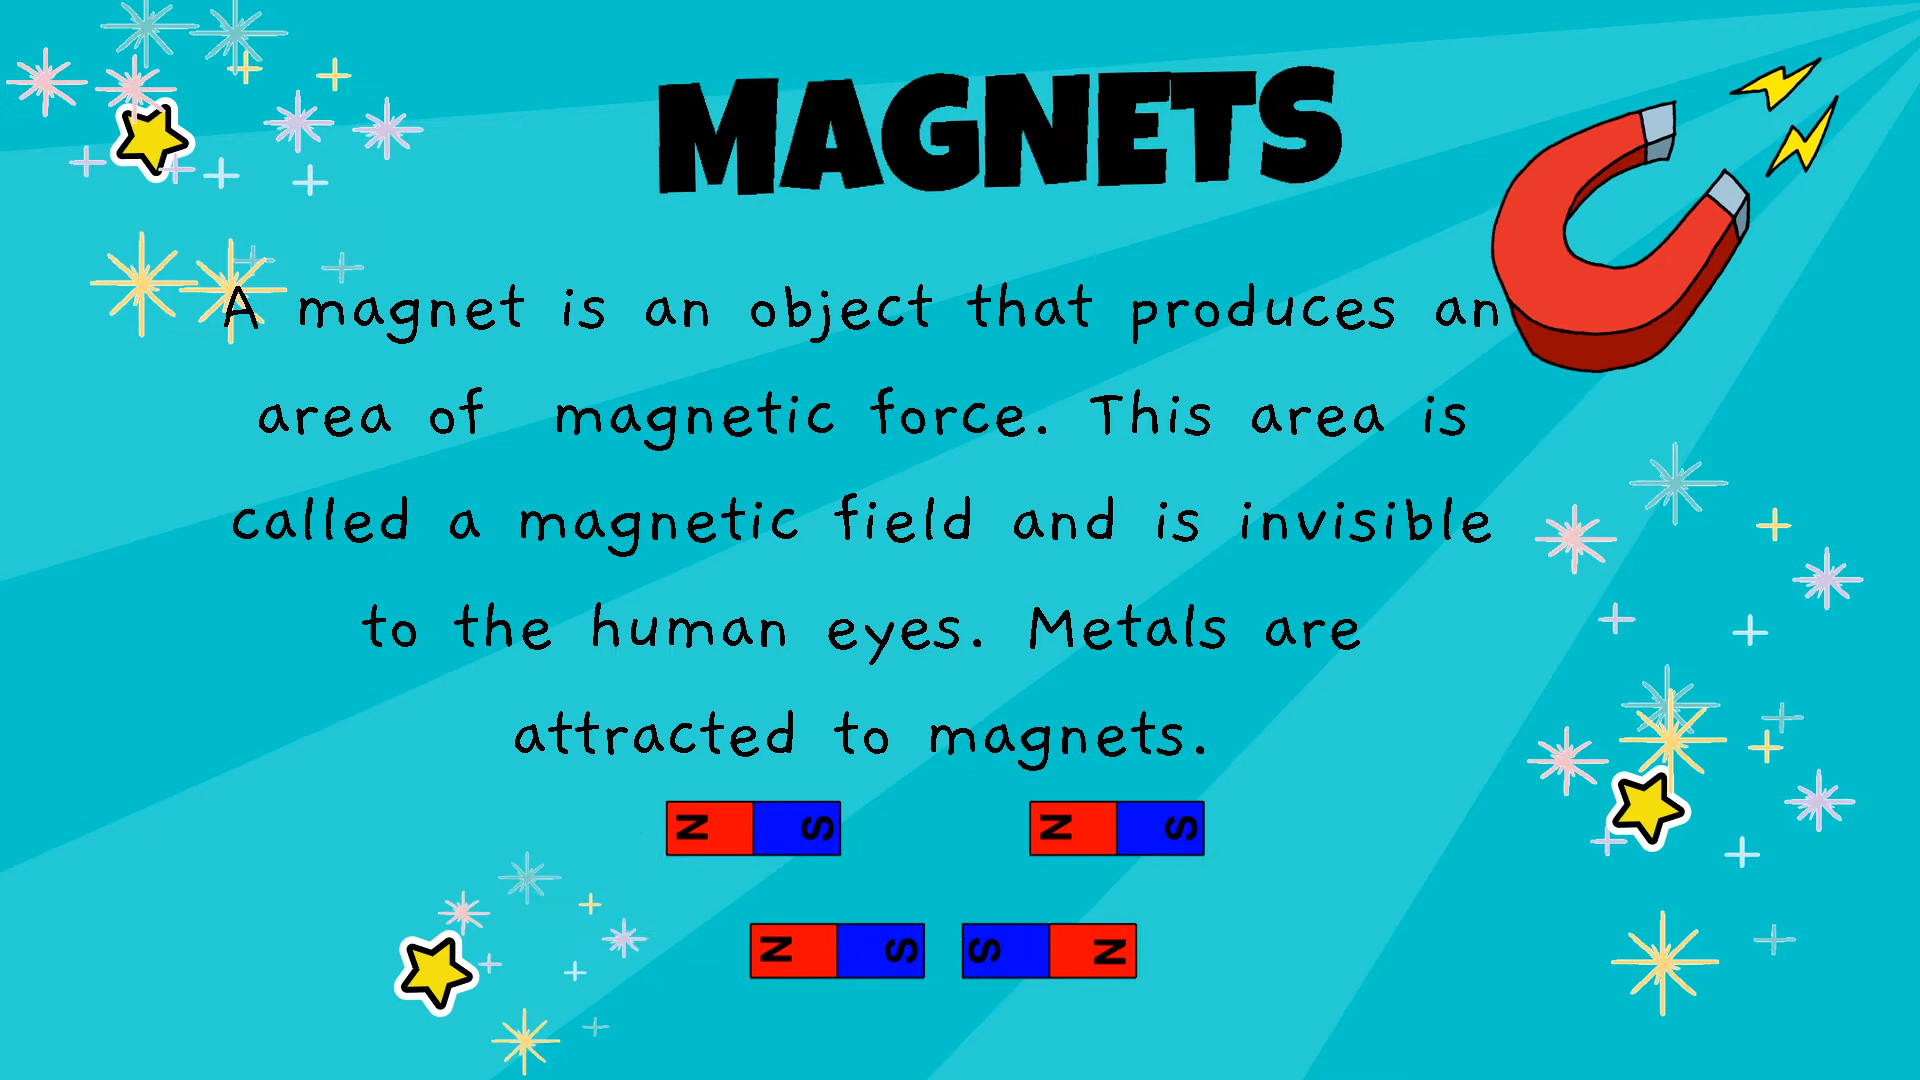 MAGNETS
A magnet is an object that produces an
area of magnetic force. This area is
called a magnetic field and is invisible
to the human eyes. Metals are
attracted to magnets.
N S N S
N S S N